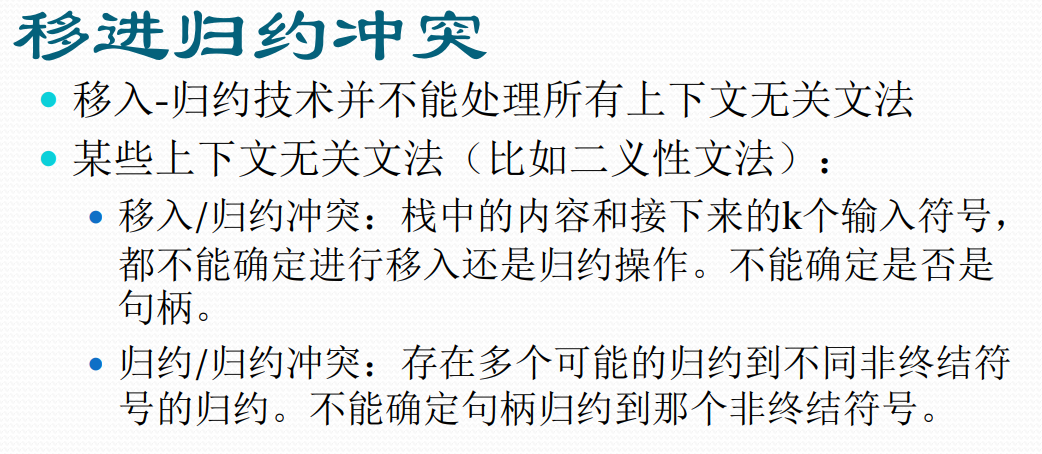 移进归约冲突
移入-归约技术并不能处理所有上下文无关文法
某些上下文无关文法（比如二义性文法）：
移入/归约冲突：栈中的内容和接下来的k个输入符号，
都不能确定进行移入还是归约操作。不能确定是否是
句柄。
归约/归约冲突：存在多个可能的归约到不同非终结符
号的归约。不能确定句柄归约到那个非终结符号。